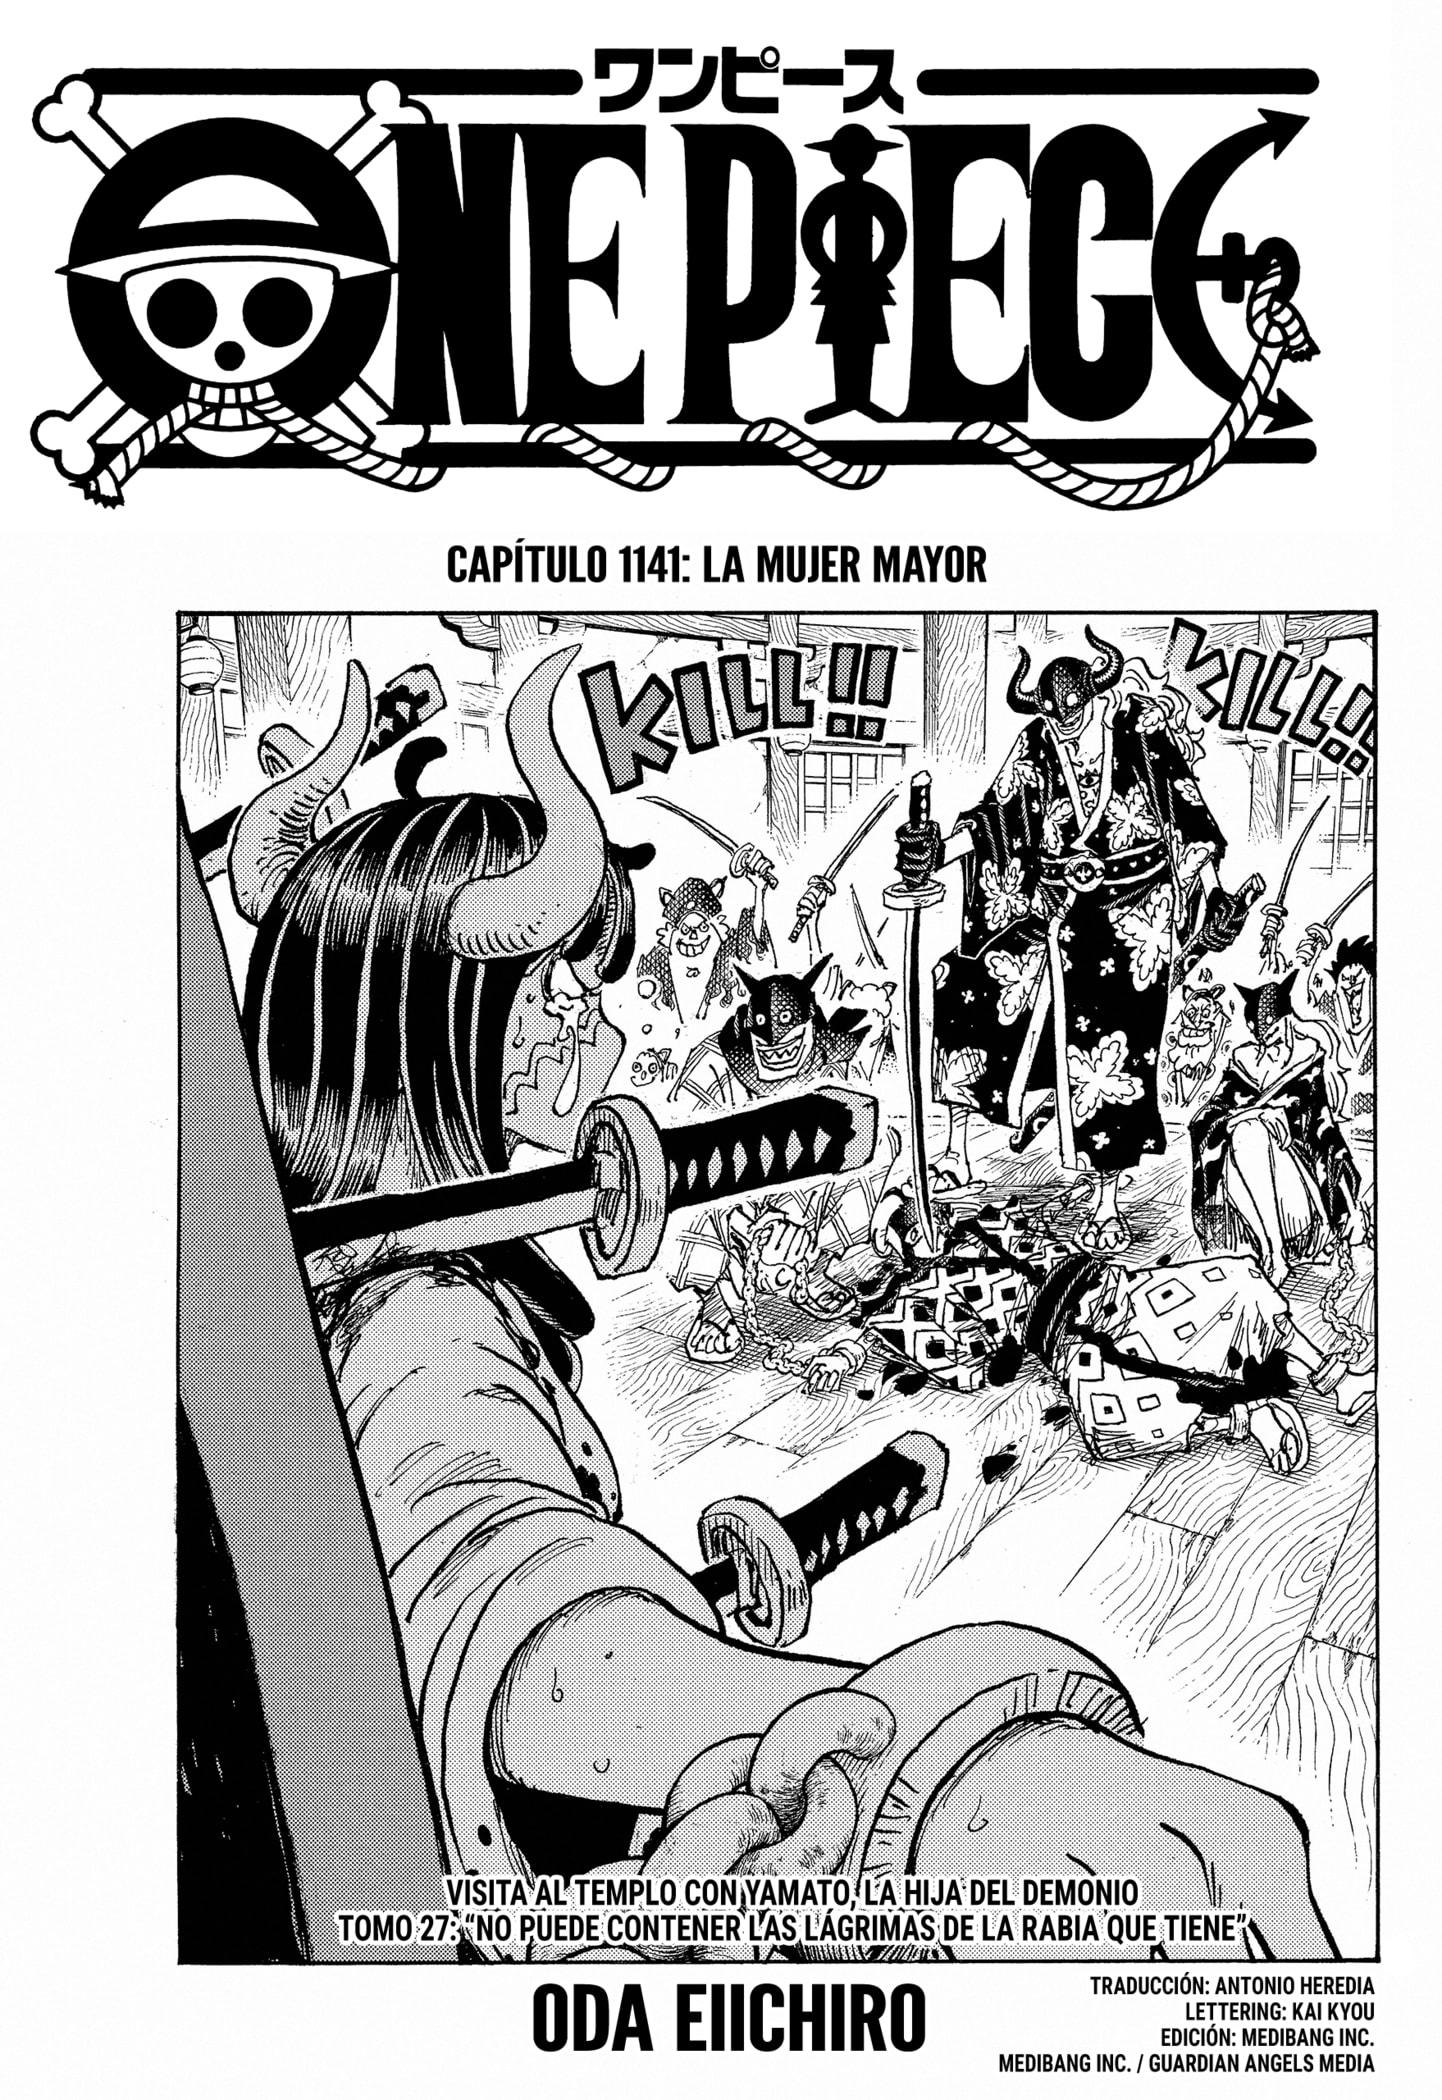 ワンピース
ONE PIECE
CAPÍTULO 1141: LA MUJER MAYOR
KILL!!
KILL!!
VISITA AL TEMPLO CON YAMATO, LA HIJA DEL DEMONIO
TOMO 27: “NO PUEDE CONTENER LAS LÁGRIMAS DE LA RABIA QUE TIENE”
ODA EIICHIRO
TRADUCCIÓN: ANTONIO HEREDIA
LETTERING: KAI KYOU
EDICIÓN: MEDIBANG INC.
MEDIBANG INC. / GUARDIAN ANGELS MEDIA